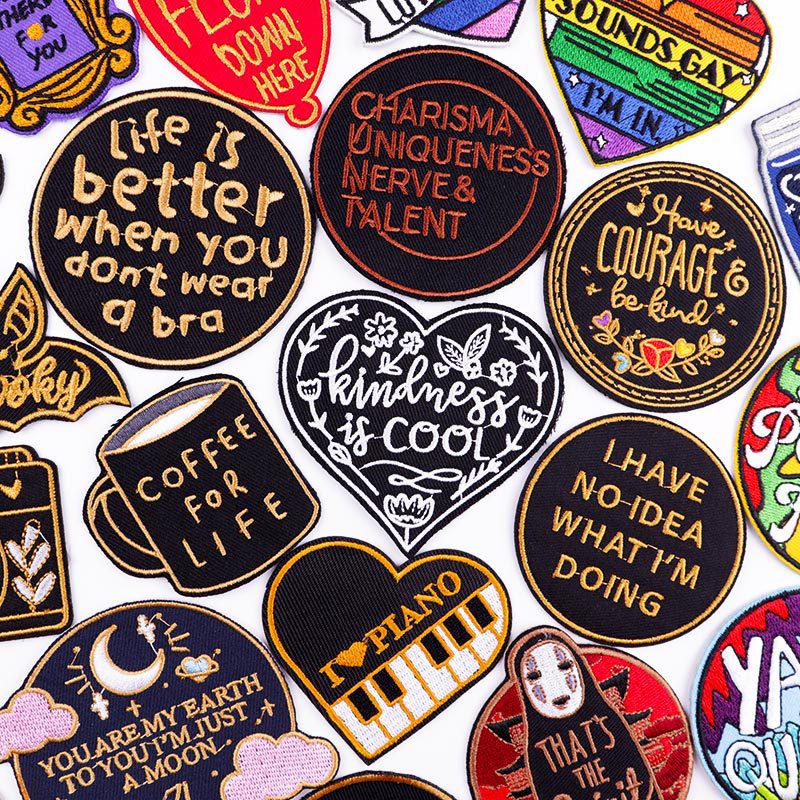 FOR
YOU
DOWN
HERE
SOUNDS GAY
I'M IN
life is
better
when you
don't wear
a bra
CHARISMA
UNIQUENESS
NERVE &
TALENT
I Have
COURAGE &
be kind
kindness
is COOL
COFFEE
FOR
LIFE
I HAVE
NO IDEA
WHAT I'M
DOING
I PIANO
YOU ARE MY EARTH
TO YOU I'M JUST
A MOON
THAT'S
THE